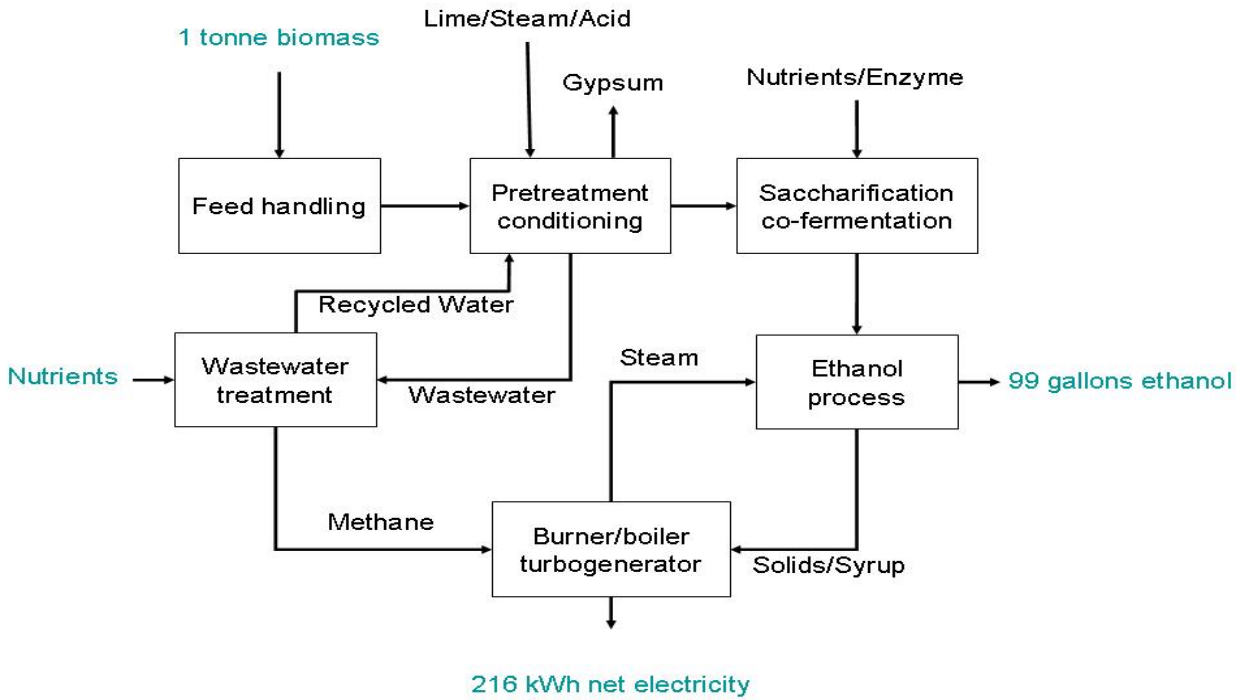 Lime/Steam/Acid
1 tonne biomass
Gypsum
Nutrients/Enzyme
Feed handling
Pretreatment
conditioning
Saccharification
co-fermentation
Recycled Water
Nutrients
Wastewater
treatment
Wastewater
Steam
Ethanol
process
99 gallons ethanol
Methane
Burner/boiler
turbogenerator
Solids/Syrup
216 kWh net electricity